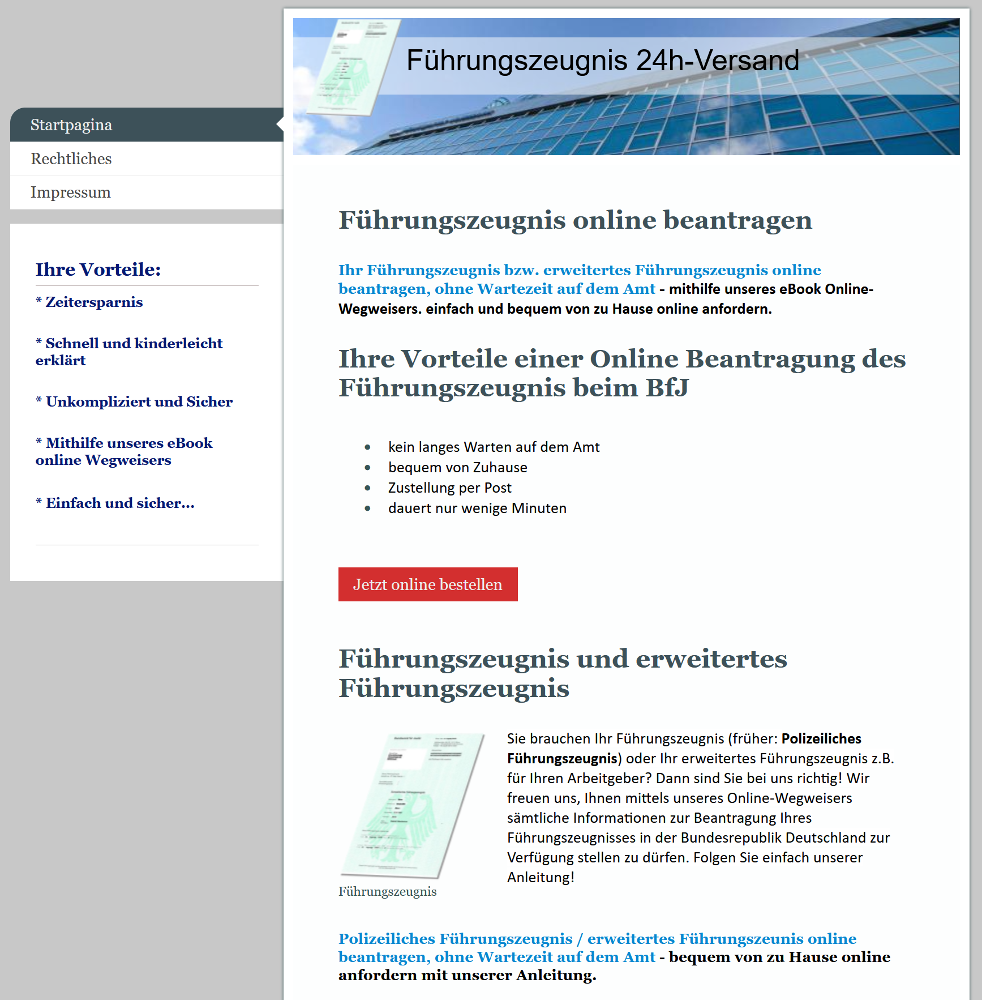 Führungszeugnis 24h-Versand
Startpagina
Rechtliches
Impressum
Ihre Vorteile:
* Zeitersparnis
* Schnell und kinderleicht
erklärt
* Unkompliziert und Sicher
* Mithilfe unseres eBook
online Wegweisers
* Einfach und sicher...
Führungszeugnis online beantragen
Ihr Führungszeugnis bzw. erweitertes Führungszeugnis online
beantragen, ohne Wartezeit auf dem Amt - mithilfe unseres eBook Online-
Wegweisers. einfach und bequem von zu Hause online anfordern.
Ihre Vorteile einer Online Beantragung des
Führungszeugnis beim BfJ
• kein langes Warten auf dem Amt
• bequem von Zuhause
• Zustellung per Post
• dauert nur wenige Minuten
Jetzt online bestellen
Führungszeugnis und erweitertes
Führungszeugnis
Sie brauchen Ihr Führungszeugnis (früher: Polizeiliches
Führungszeugnis) oder Ihr erweitertes Führungszeugnis z.B.
für Ihren Arbeitgeber? Dann sind Sie bei uns richtig! Wir
freuen uns, Ihnen mittels unseres Online-Wegweisers
sämtliche Informationen zur Beantragung Ihres
Führungszeugnisses in der Bundesrepublik Deutschland zur
Verfügung stellen zu dürfen. Folgen Sie einfach unserer
Anleitung!
Führungszeugnis
Polizeiliches Führungszeugnis / erweitertes Führungszeunis online
beantragen, ohne Wartezeit auf dem Amt - bequem von zu Hause online
anfordern mit unserer Anleitung.